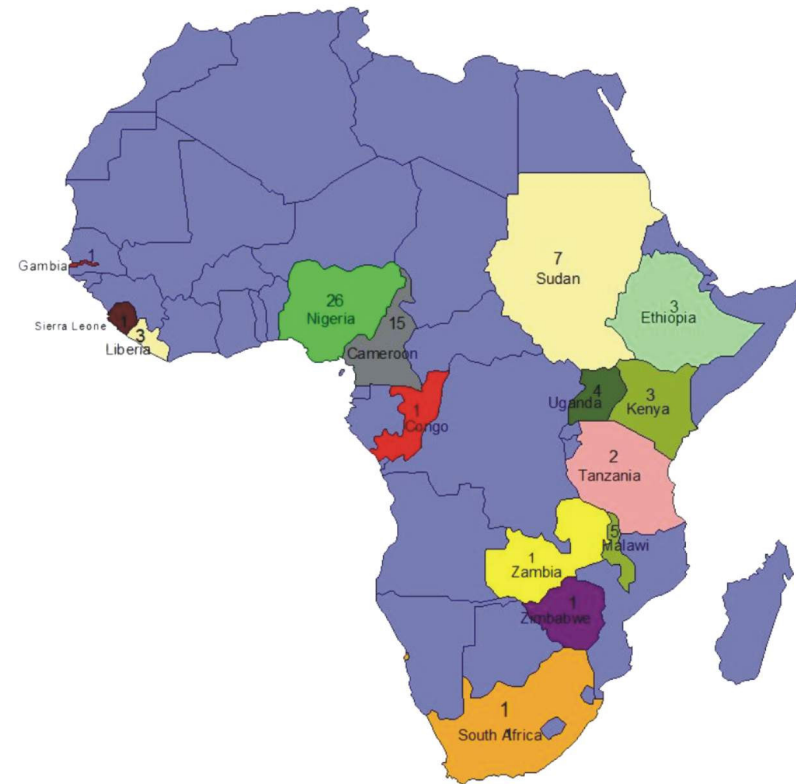 7
Sudan
1
Gambia
26
Nigeria
3
Ethiopia
15
Cameroon
1
Sierra Leone
3
Liberia
4
Uganda
3
Kenya
1
Congo
2
Tanzania
5
Malawi
1
Zambia
1
Zimbabwe
1
South Africa
1